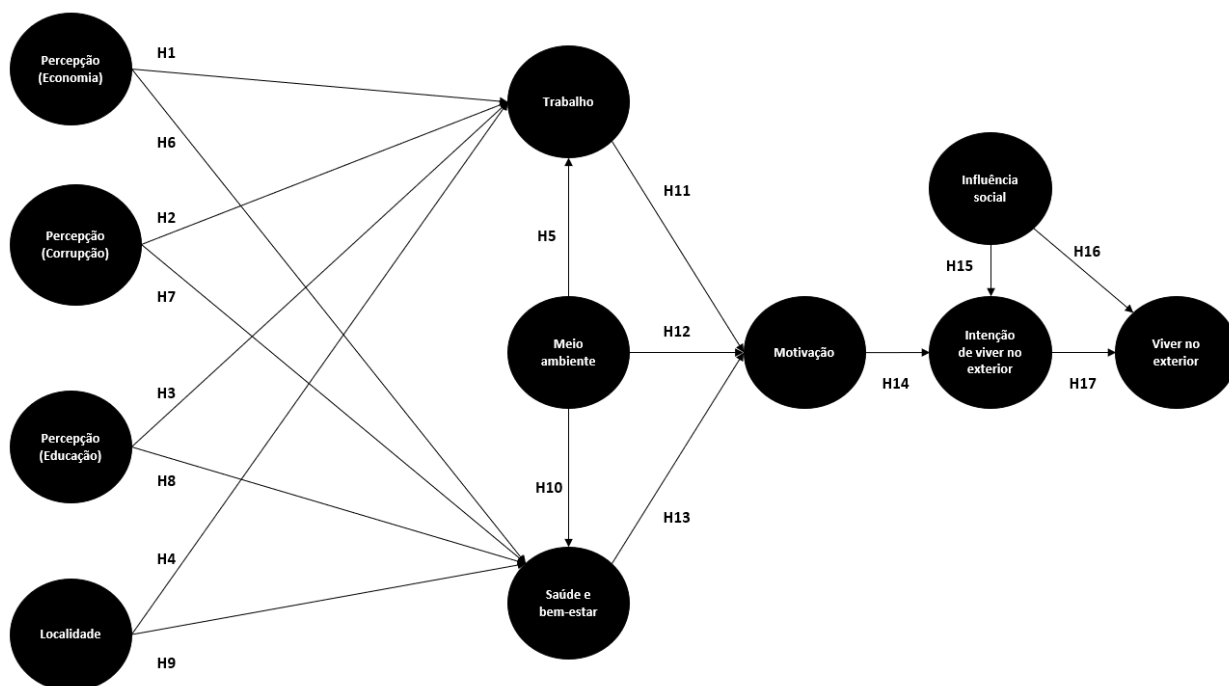 Percepção
(Economia)
H1
H6
Percepção
(Corrupção)
H2
H7
Percepção
(Educação)
H3
H8
Localidade
H4
H9
Trabalho
H5
Meio
ambiente
H10
Saúde e
bem-estar
H11
H12
H13
Motivação
H14
Influência
social
H15
H16
Intenção
de viver no
exterior
H17
Viver no
exterior